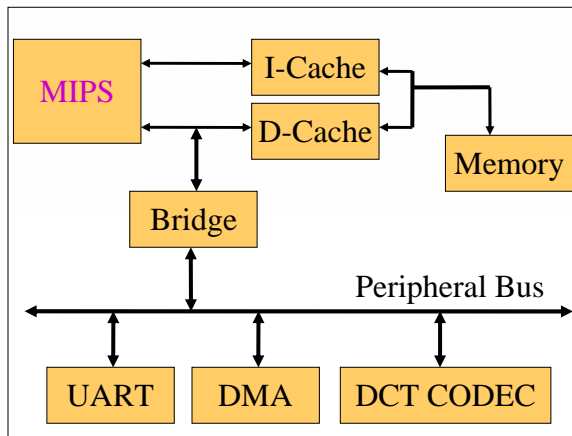 MIPS
I-Cache
D-Cache
Memory
Bridge
Peripheral Bus
UART
DMA
DCT CODEC